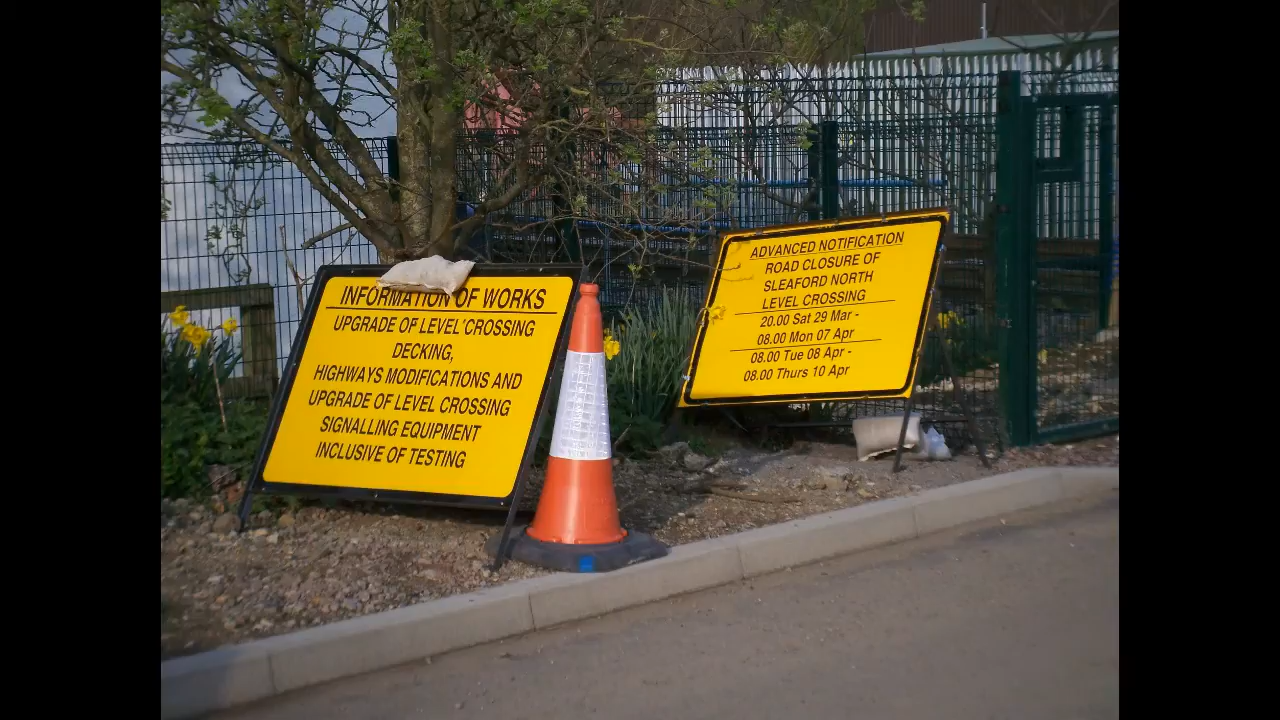 INFORMATION OF WORKS
UPGRADE OF LEVEL CROSSING
DECKING,
HIGHWAYS MODIFICATIONS AND
UPGRADE OF LEVEL CROSSING
SIGNALLING EQUIPMENT
INCLUSIVE OF TESTING
ADVANCED NOTIFICATION
ROAD CLOSURE OF
SLEAFORD NORTH
LEVEL CROSSING
20.00 Sat 29 Mar -
08.00 Mon 07 Apr
08.00 Tue 08 Apr -
08.00 Thurs 10 Apr